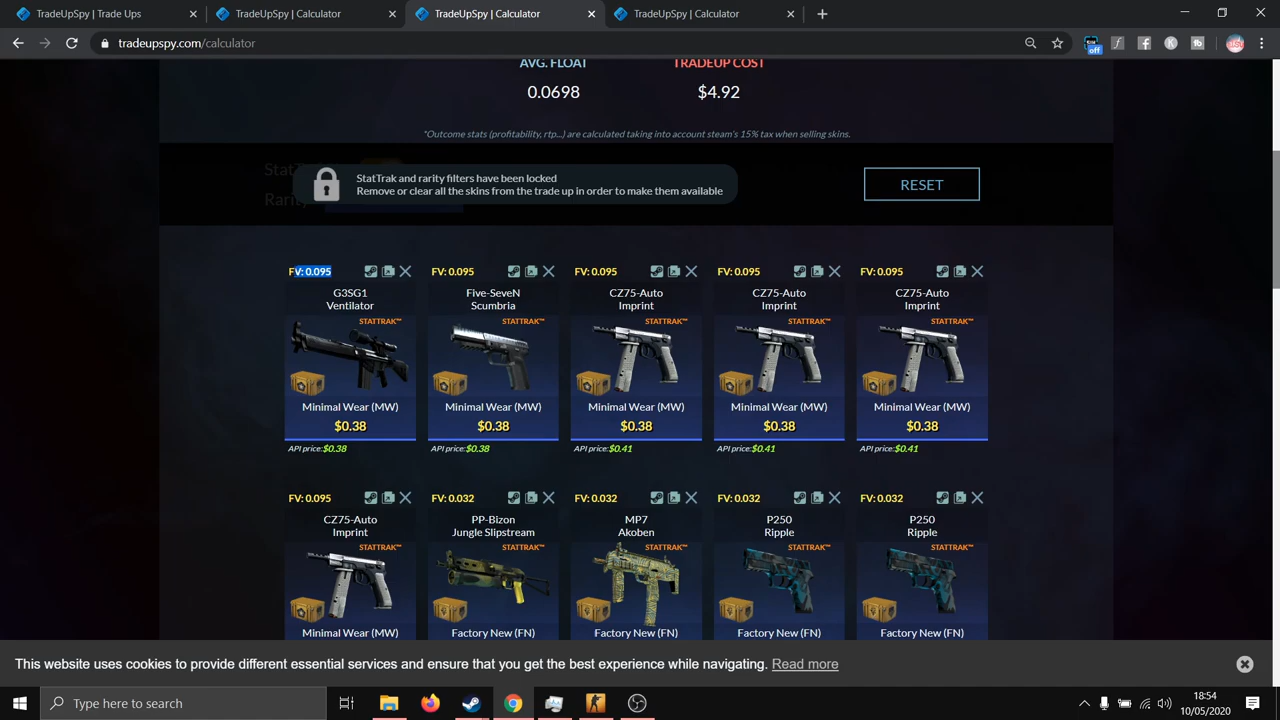 TradeUpSpy | Trade Ups
TradeUpSpy | Calculator
TradeUpSpy | Calculator
TradeUpSpy | Calculator
tradeupspy.com/calculator
off
AVG. FLOAT
TRADEUP COST
0.0698
$4.92
*Outcome stats (profitability, rtp...) are calculated taking into account steam's 15% tax when selling skins.
StatTrak and rarity filters have been locked
Remove or clear all the skins from the trade up in order to make them available
RESET
FV: 0.095
FV: 0.095
FV: 0.095
FV: 0.095
FV: 0.095
G3SG1
Ventilator
Five-SeveN
Scumbria
CZ75-Auto
Imprint
CZ75-Auto
Imprint
CZ75-Auto
Imprint
STATTRAK™
STATTRAK™
STATTRAK™
STATTRAK™
STATTRAK™
Minimal Wear (MW)
Minimal Wear (MW)
Minimal Wear (MW)
Minimal Wear (MW)
Minimal Wear (MW)
$0.38
$0.38
$0.38
$0.38
$0.38
API price:$0.38
API price:$0.38
API price:$0.41
API price:$0.41
API price:$0.41
FV: 0.095
FV: 0.032
FV: 0.032
FV: 0.032
FV: 0.032
CZ75-Auto
Imprint
PP-Bizon
Jungle Slipstream
MP7
Akoben
P250
Ripple
P250
Ripple
STATTRAK™
STATTRAK™
STATTRAK™
STATTRAK™
STATTRAK™
Minimal Wear (MW)
Factory New (FN)
Factory New (FN)
Factory New (FN)
Factory New (FN)
This website uses cookies to provide different essential services and ensure that you get the best experience while navigating. Read more
Type here to search
18:54
10/05/2020